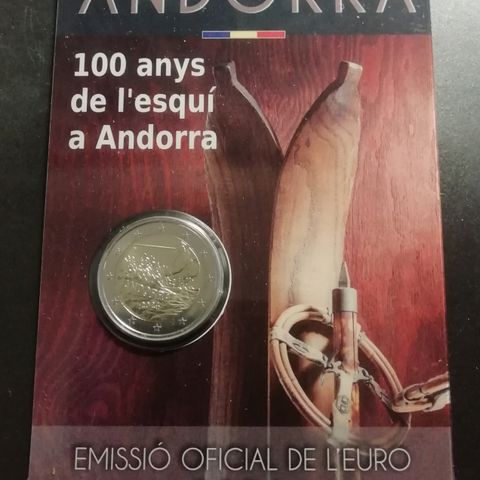 ANDORRA
100 anys
de l'esquí
a Andorra
EMISSIÓ OFICIAL DE L'EURO